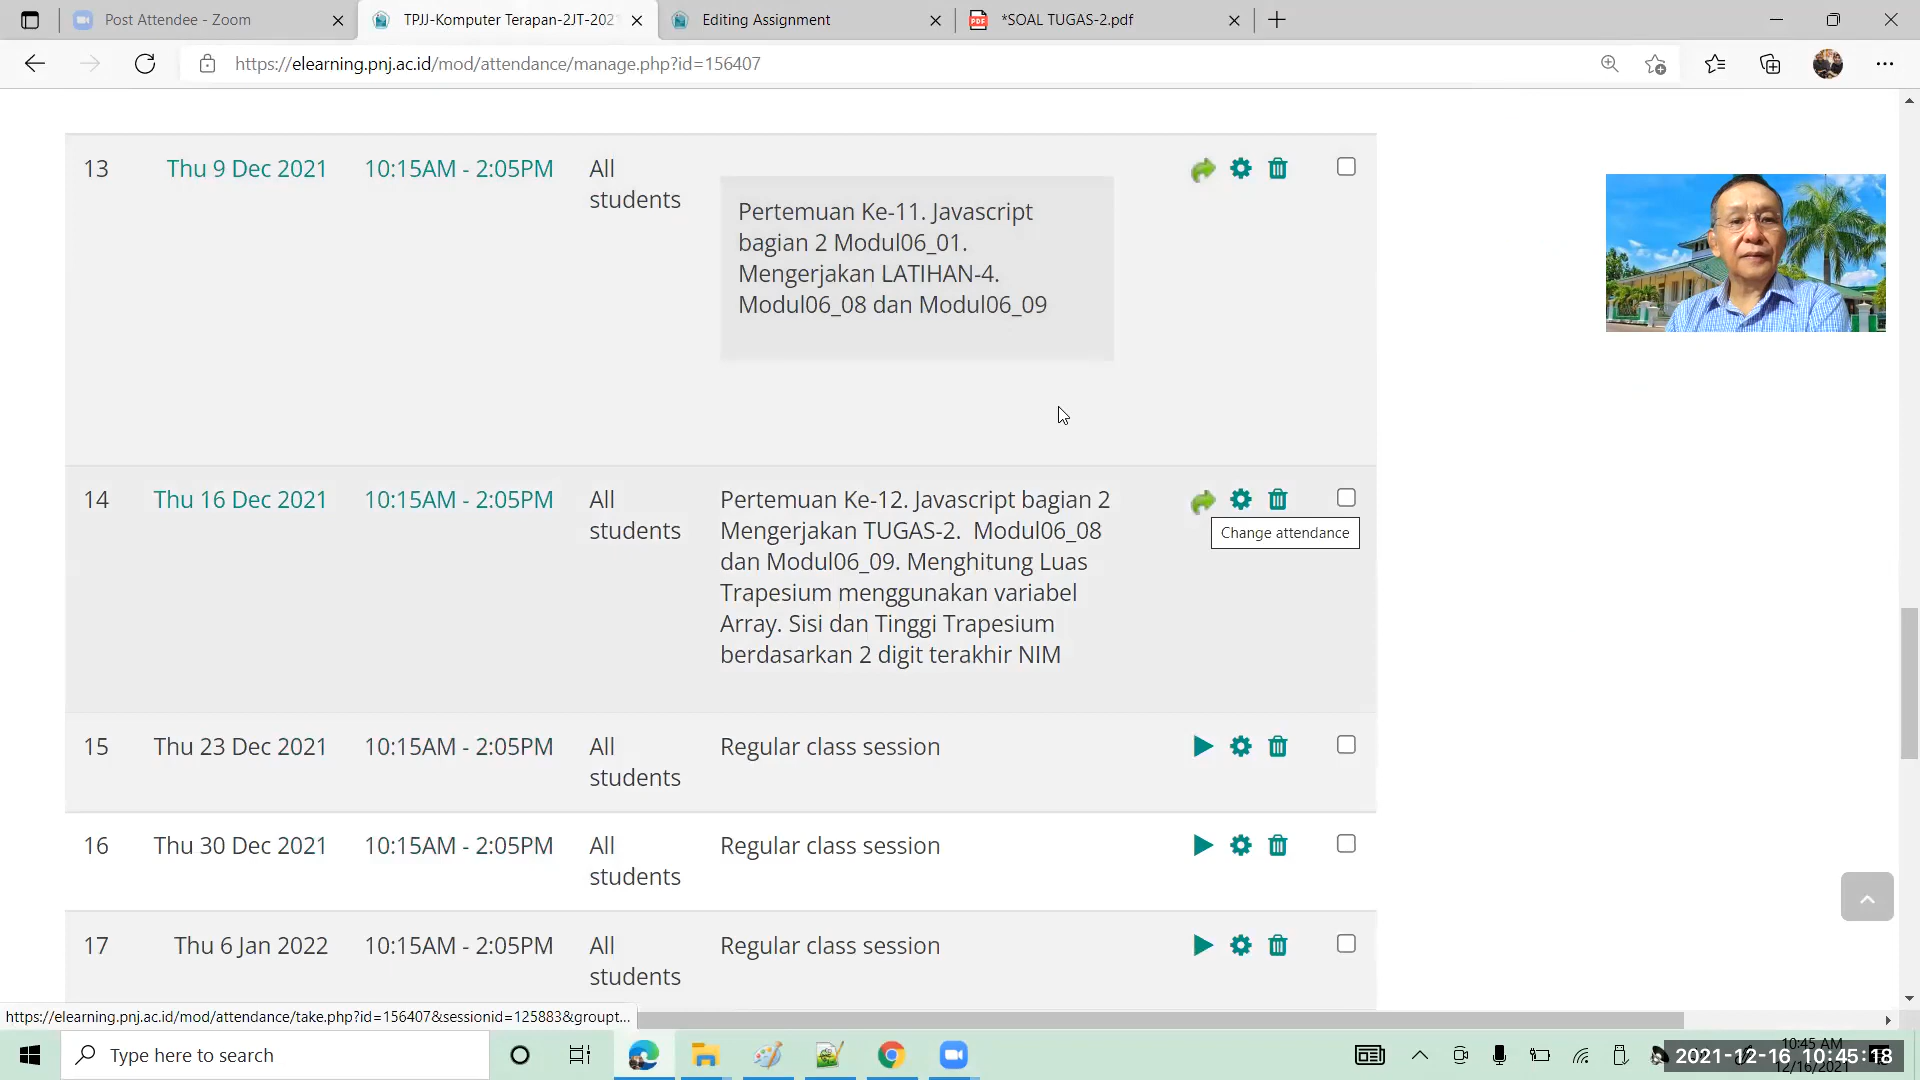 Post Attendee - Zoom
TPJJ-Komputer Terapan-2JT-202
Editing Assignment
*SOAL TUGAS-2.pdf
https://elearning.pnj.ac.id/mod/attendance/manage.php?id=156407
13 Thu 9 Dec 2021 10:15AM - 2:05PM All students
Pertemuan Ke-11. Javascript
bagian 2 Modul06_01.
Mengerjakan LATIHAN-4.
Modul06_08 dan Modul06_09
14 Thu 16 Dec 2021 10:15AM - 2:05PM All students
Pertemuan Ke-12. Javascript bagian 2
Mengerjakan TUGAS-2. Modul06_08
dan Modul06_09. Menghitung Luas
Trapesium menggunakan variabel
Array. Sisi dan Tinggi Trapesium
berdasarkan 2 digit terakhir NIM
Change attendance
15 Thu 23 Dec 2021 10:15AM - 2:05PM All students Regular class session
16 Thu 30 Dec 2021 10:15AM - 2:05PM All students Regular class session
17 Thu 6 Jan 2022 10:15AM - 2:05PM All students Regular class session
https://elearning.pnj.ac.id/mod/attendance/take.php?id=156407&sessionid=125883&groupt...
Type here to search
10:45 AM
2021-12-16 10:45:18
12/16/2021